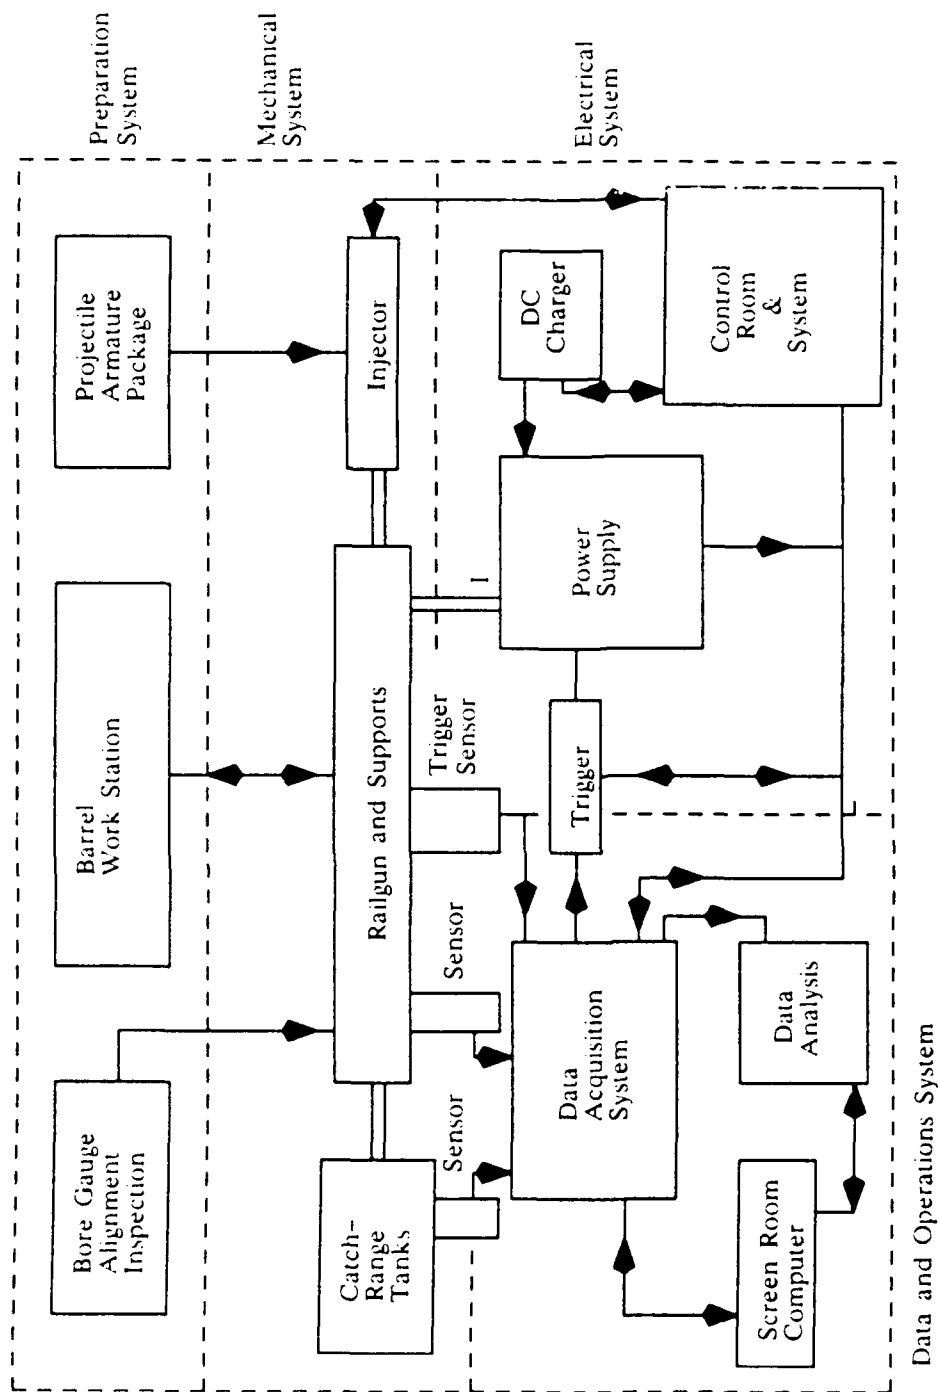 Bore Gauge
Alignment
Inspection
Barrel
Work Station
Projectile
Armature
Package
Preparation
System
Catch-
Range
Tanks
Railgun and Supports
Injector
Mechanical
System
Sensor
Sensor
Trigger
Sensor
I
Data
Acquisition
System
Trigger
Power
Supply
DC
Charger
Electrical
System
Screen Room
Computer
Data
Analysis
Control
Room
&
System
Data and Operations System